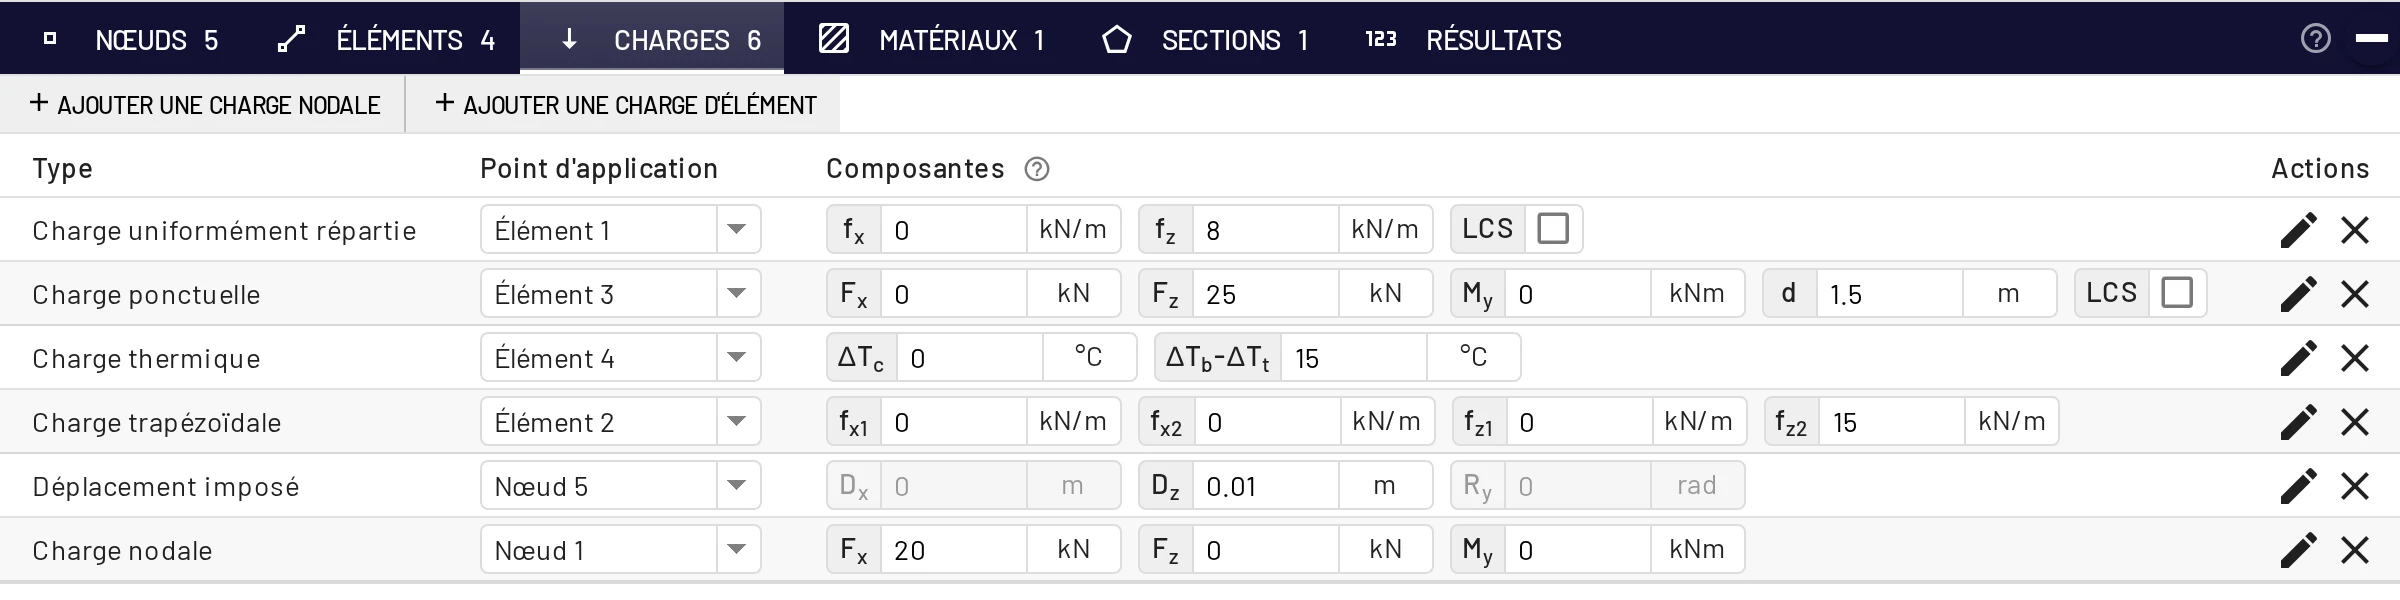 NŒUDS 5 ÉLÉMENTS 4 CHARGES 6 MATÉRIAUX 1 SECTIONS 1 123 RÉSULTATS ?
+ AJOUTER UNE CHARGE NODALE + AJOUTER UNE CHARGE D'ÉLÉMENT
Type Point d'application Composantes ? Actions
Charge uniformément répartie Élément 1 fx 0 kN/m fz 8 kN/m LCS
Charge ponctuelle Élément 3 Fx 0 kN Fz 25 kN My 0 kNm d 1.5 m LCS
Charge thermique Élément 4 ΔTc 0 °C ΔTb-ΔTt 15 °C
Charge trapézoïdale Élément 2 fx1 0 kN/m fx2 0 kN/m fz1 0 kN/m fz2 15 kN/m
Déplacement imposé Nœud 5 Dx 0 m Dz 0.01 m Ry 0 rad
Charge nodale Nœud 1 Fx 20 kN Fz 0 kN My 0 kNm